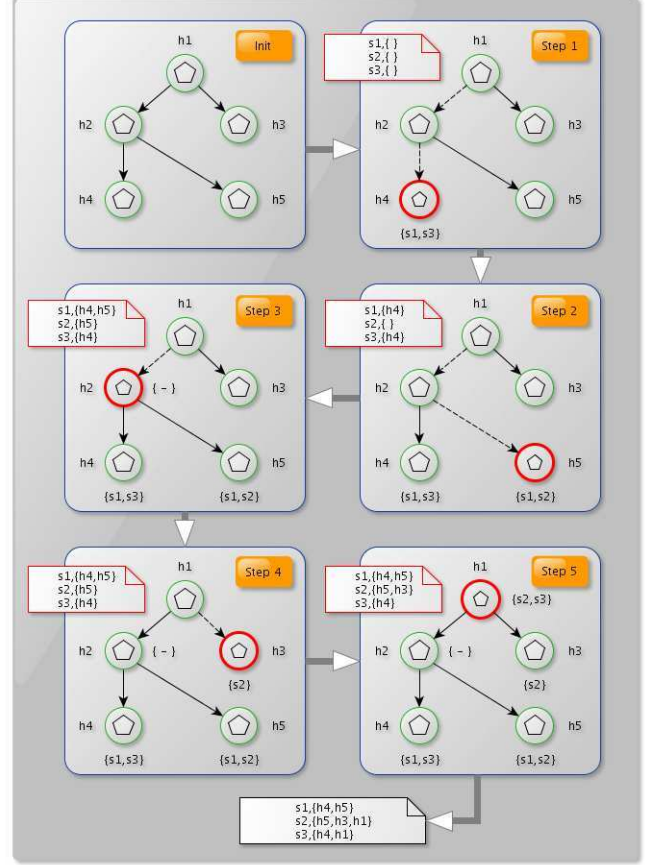 h1
Init
h2
h3
h4
h5
s1,{ }
s2,{ }
s3,{ }
h1
Step 1
h2
h3
h4
h5
{s1,s3}
s1,{h4}
s2,{ }
s3,{h4}
h1
Step 2
h2
h3
h4
h5
{s1,s3}
{s1,s2}
s1,{h4,h5}
s2,{h5}
s3,{h4}
h1
Step 3
h2
{ - }
h3
h4
h5
{s1,s3}
{s1,s2}
s1,{h4,h5}
s2,{h5}
s3,{h4}
h1
Step 4
h2
{ - }
h3
{s2}
h4
h5
{s1,s3}
{s1,s2}
s1,{h4,h5}
s2,{h5,h3}
s3,{h4}
h1
Step 5
{s2,s3}
h2
{ - }
h3
{s2}
h4
h5
{s1,s3}
{s1,s2}
s1,{h4,h5}
s2,{h5,h3,h1}
s3,{h4,h1}